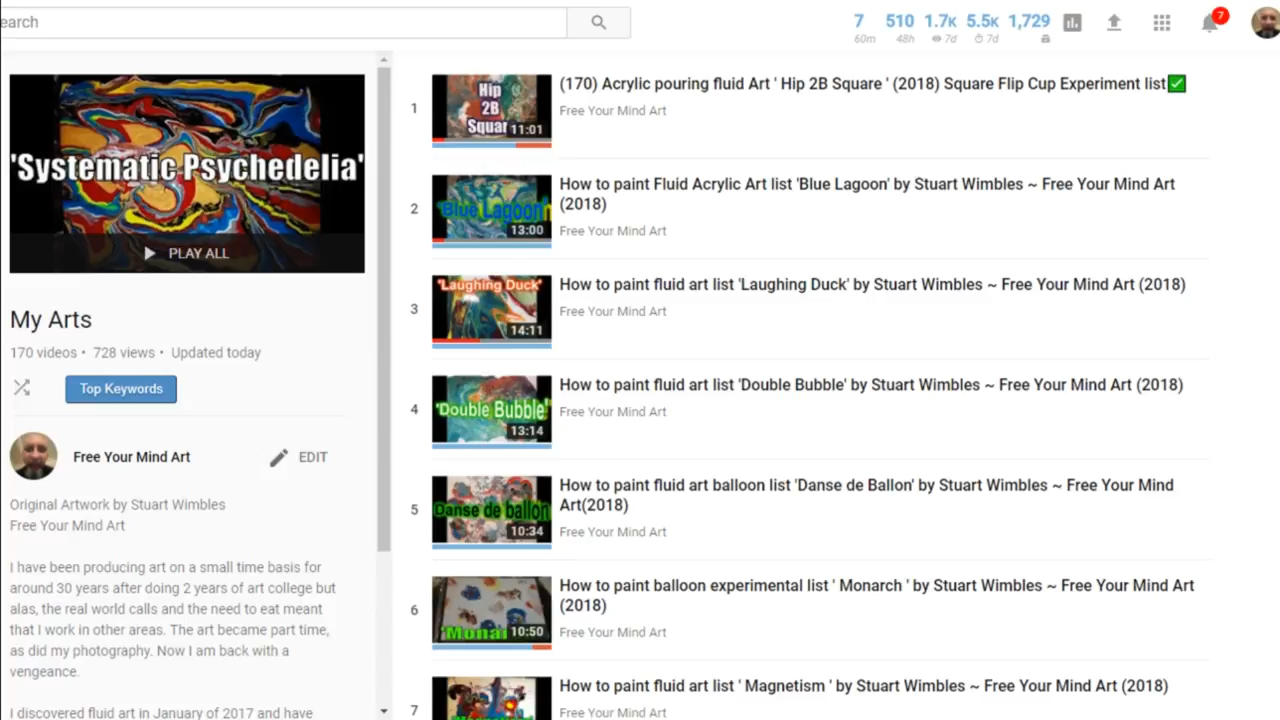 earch
7 510 1.7K 5.5K 1,729
60m 48h 7d 7d
7
'Systematic Psychedelia'
PLAY ALL
My Arts
170 videos • 728 views • Updated today
Top Keywords
Free Your Mind Art
EDIT
Original Artwork by Stuart Wimbles
Free Your Mind Art
I have been producing art on a small time basis for
around 30 years after doing 2 years of art college but
alas, the real world calls and the need to eat meant
that I work in other areas. The art became part time,
as did my photography. Now I am back with a
vengeance.
I discovered fluid art in January of 2017 and have
1
Hip
2B
Squar
11:01
(170) Acrylic pouring fluid Art ' Hip 2B Square ' (2018) Square Flip Cup Experiment list✅
Free Your Mind Art
2
'Blue Lagoon'
13:00
How to paint Fluid Acrylic Art list 'Blue Lagoon' by Stuart Wimbles ~ Free Your Mind Art
(2018)
Free Your Mind Art
3
'Laughing Duck'
14:11
How to paint fluid art list 'Laughing Duck' by Stuart Wimbles ~ Free Your Mind Art (2018)
Free Your Mind Art
4
'Double Bubble'
13:14
How to paint fluid art list 'Double Bubble' by Stuart Wimbles ~ Free Your Mind Art (2018)
Free Your Mind Art
5
Danse de ballon
10:34
How to paint fluid art balloon list 'Danse de Ballon' by Stuart Wimbles ~ Free Your Mind
Art(2018)
Free Your Mind Art
6
'Monar
10:50
How to paint balloon experimental list ' Monarch ' by Stuart Wimbles ~ Free Your Mind Art
(2018)
Free Your Mind Art
7
How to paint fluid art list ' Magnetism ' by Stuart Wimbles ~ Free Your Mind Art (2018)
Free Your Mind Art